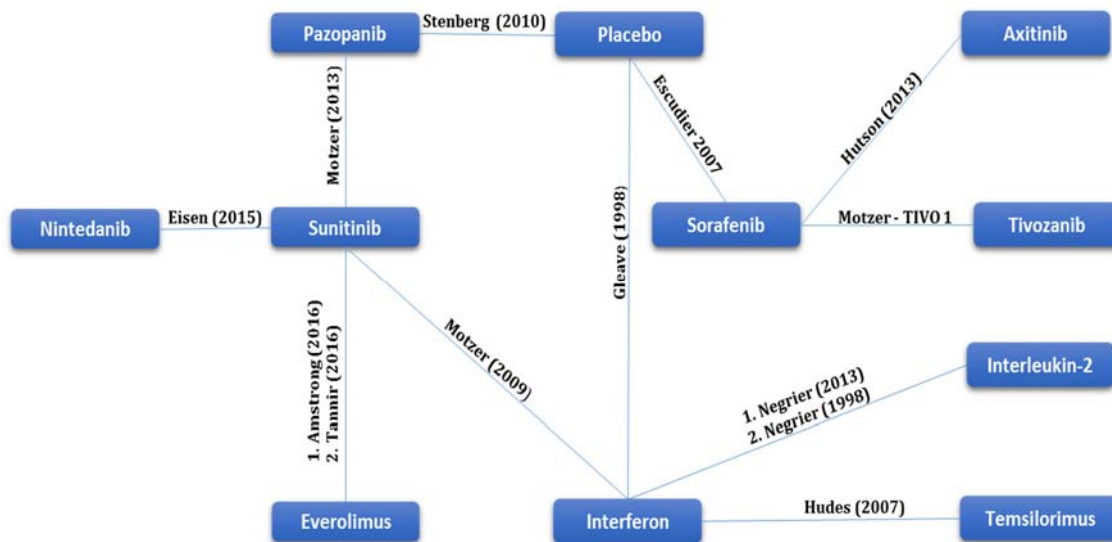 Stenberg (2010)
Pazopanib
Placebo
Axitinib
Motzer (2013)
Escudier 2007
Hutson (2013)
Gleave (1998)
Nintedanib
Eisen (2015)
Sunitinib
Sorafenib
Motzer - TIVO 1
Tivozanib
1. Amstrong (2016)
2. Tannir (2016)
Motzer (2009)
1. Negrier (2013)
2. Negrier (1998)
Interleukin-2
Everolimus
Interferon
Hudes (2007)
Temsilorimus